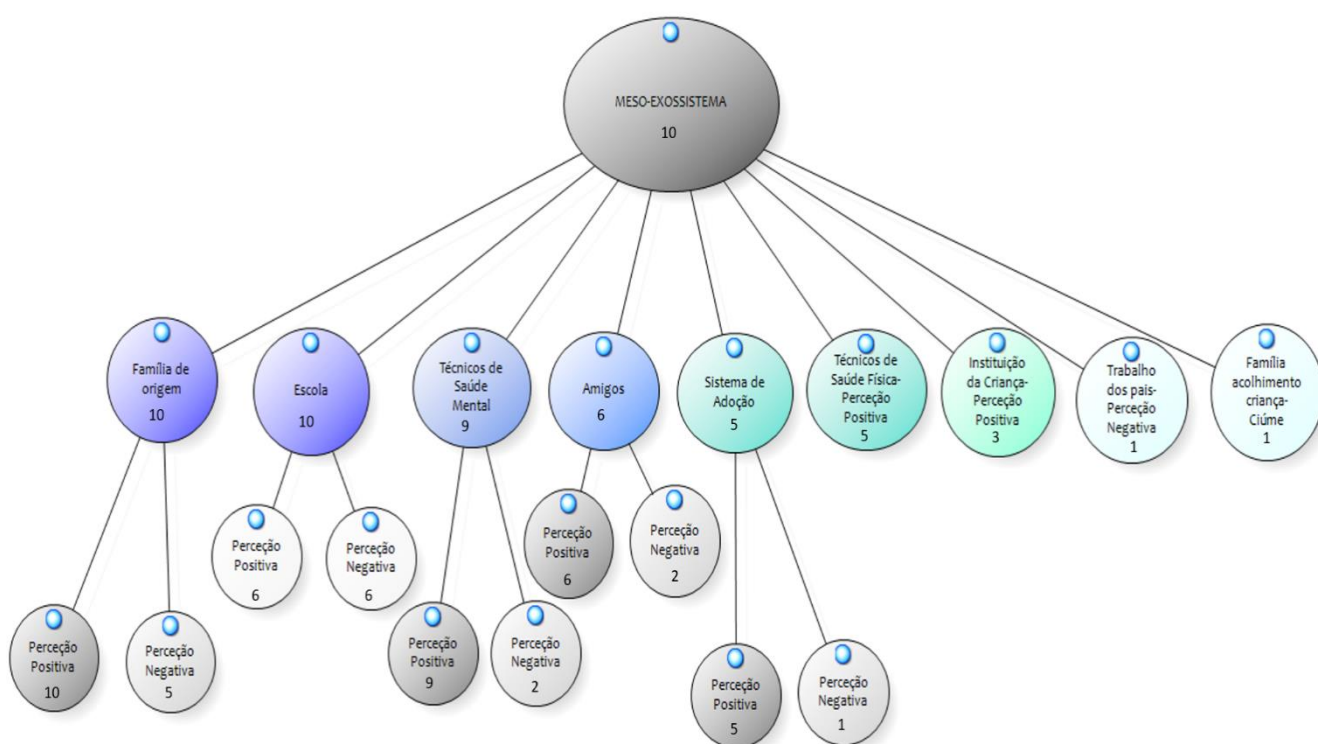 MESO-EXOSSISTEMA
10
Família de
origem
10
Escola
10
Técnicos de
Saúde
Mental
9
Amigos
6
Sistema de
Adoção
5
Técnicos de
Saúde Física-
Perceção
Positiva
5
Instituição
da Criança-
Perceção
Positiva
3
Trabalho
dos pais-
Perceção
Negativa
1
Família
acolhimento
criança-
Ciúme
1
Perceção
Positiva
10
Perceção
Negativa
5
Perceção
Positiva
6
Perceção
Negativa
6
Perceção
Positiva
9
Perceção
Negativa
2
Perceção
Positiva
6
Perceção
Negativa
2
Perceção
Positiva
5
Perceção
Negativa
1